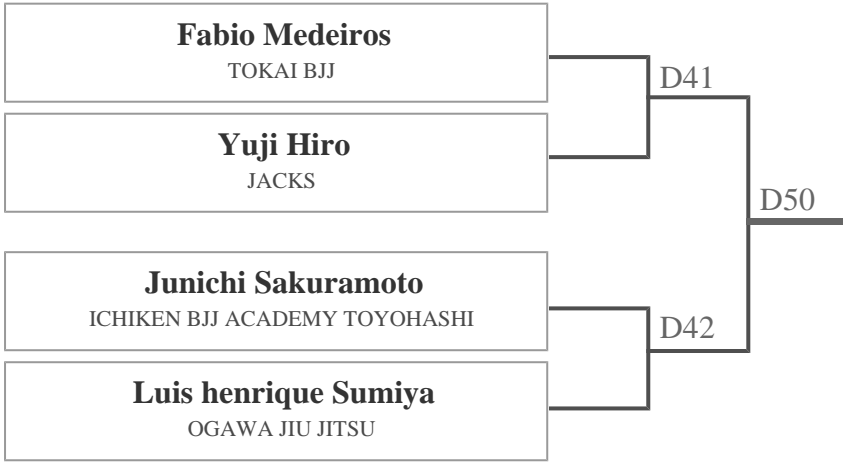 Fabio Medeiros
TOKAI BJJ
D41
Yuji Hiro
JACKS
D50
Junichi Sakuramoto
ICHIKEN BJJ ACADEMY TOYOHASHI
D42
Luis henrique Sumiya
OGAWA JIU JITSU